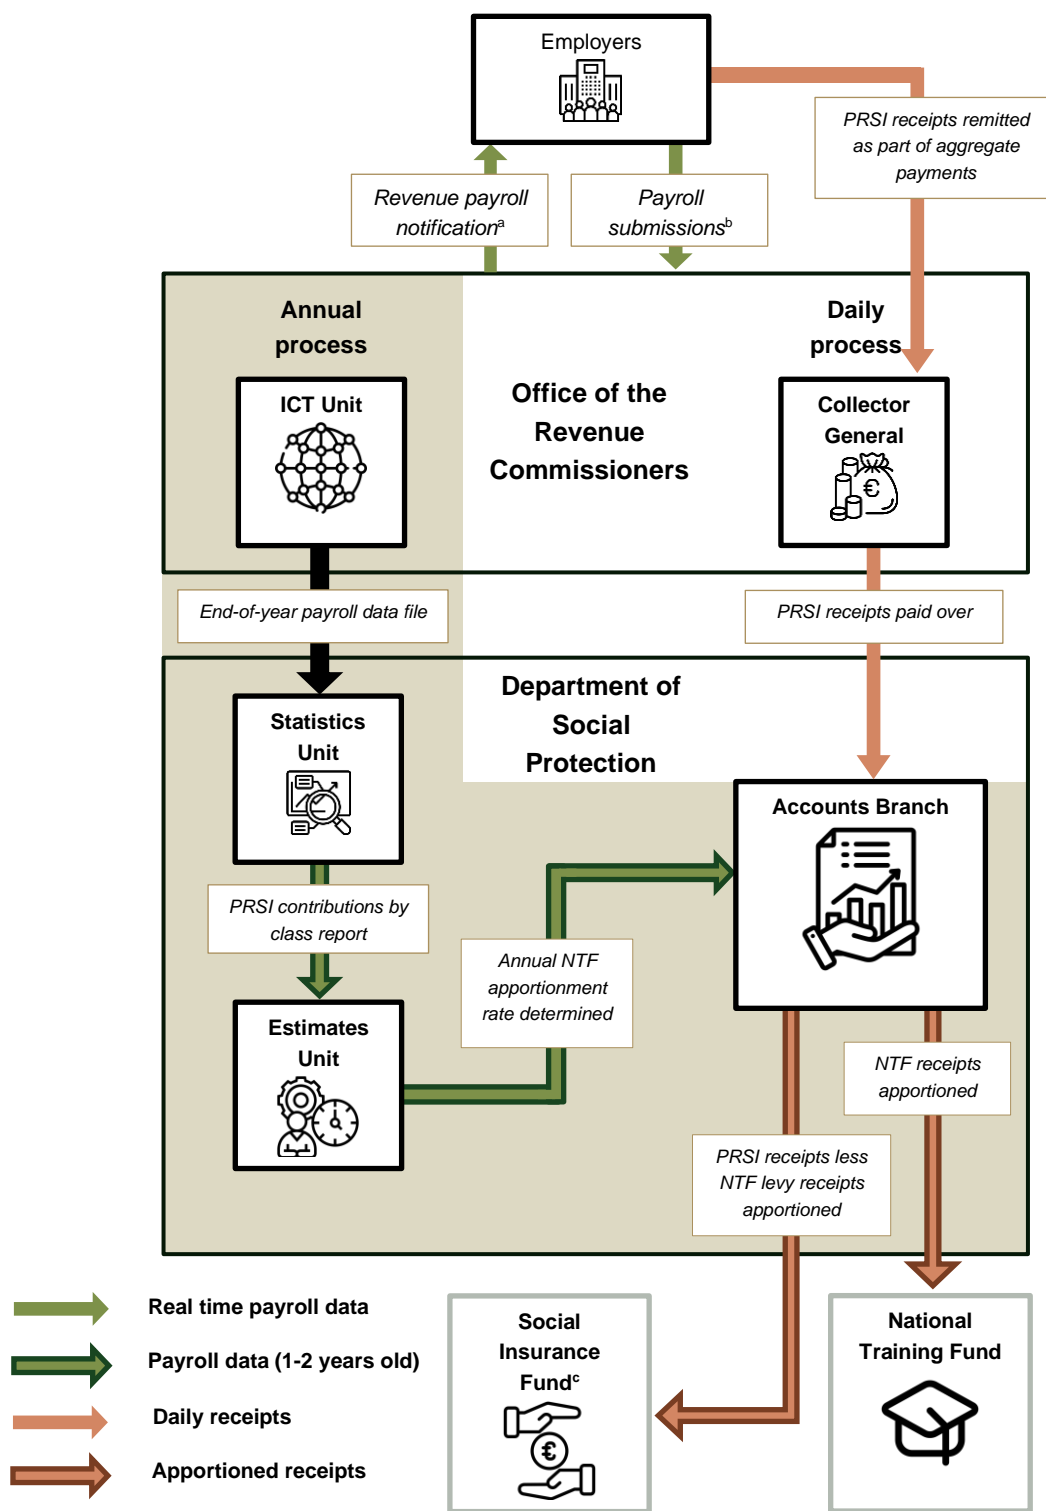 Employers
PRSI receipts remitted
as part of aggregate
payments
Revenue payroll
notificationᵃ
Payroll
submissionsᵇ
Annual
process
Daily
process
ICT Unit
Office of the
Revenue
Commissioners
Collector
General
€
End-of-year payroll data file
PRSI receipts paid over
Department of
Social
Protection
Statistics
Unit
Accounts Branch
PRSI contributions by
class report
Annual NTF
apportionment
rate determined
Estimates
Unit
NTF receipts
apportioned
PRSI receipts less
NTF levy receipts
apportioned
Real time payroll data
Payroll data (1-2 years old)
Daily receipts
Apportioned receipts
Social
Insurance
Fundᶜ
€
National
Training Fund